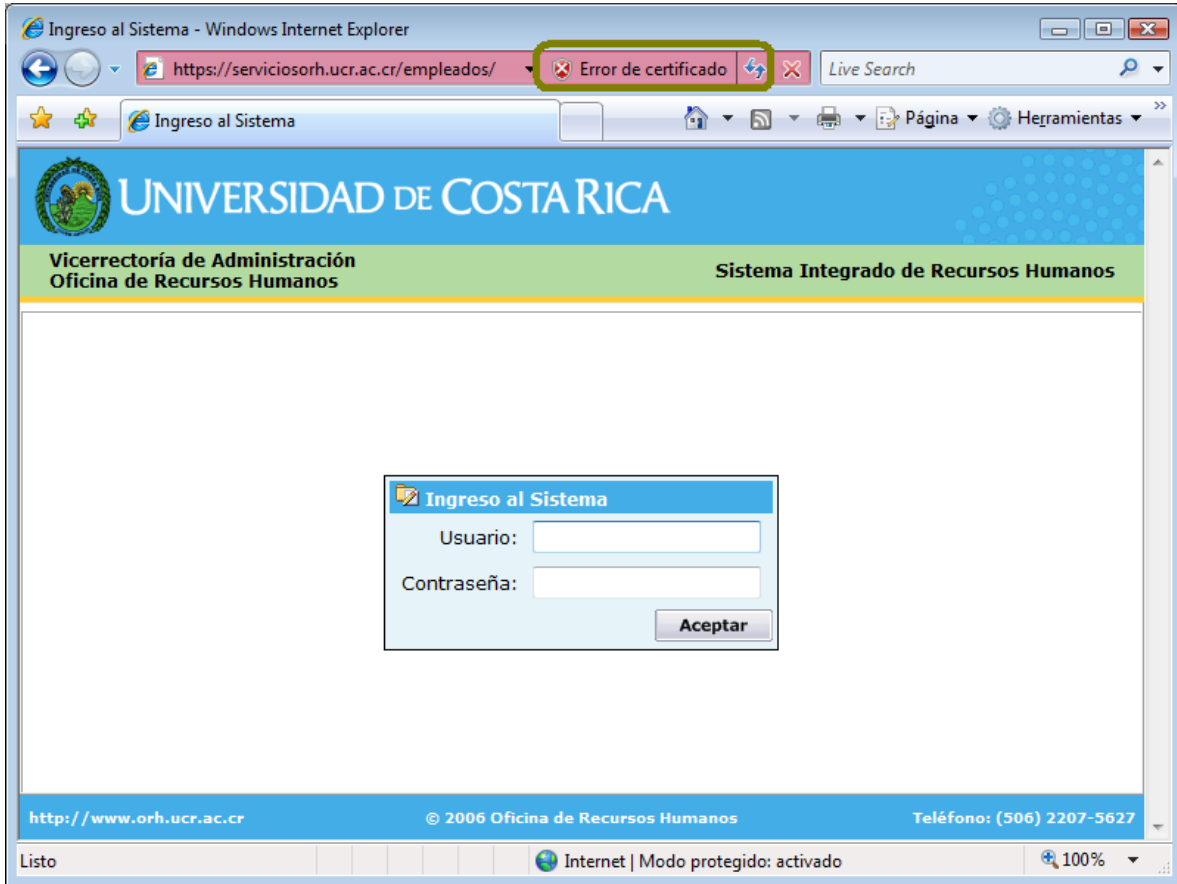 Ingreso al Sistema - Windows Internet Explorer
https://serviciosorh.ucr.ac.cr/empleados/ Error de certificado Live Search
Ingreso al Sistema Página Herramientas
UNIVERSIDAD DE COSTA RICA
Vicerrectoría de Administración
Oficina de Recursos Humanos
Sistema Integrado de Recursos Humanos
Ingreso al Sistema
Usuario:
Contraseña:
Aceptar
http://www.orh.ucr.ac.cr © 2006 Oficina de Recursos Humanos Teléfono: (506) 2207-5627
Listo Internet | Modo protegido: activado 100%